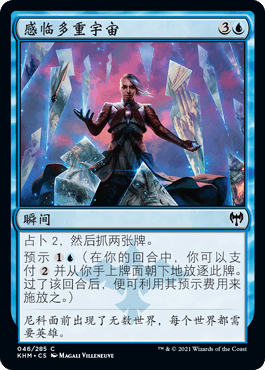 感临多重宇宙 3
瞬间
占卜 2，然后抓两张牌。
预示 1（在你的回合中，你可以支
付 2 并从你手上牌面朝下地放逐此牌。
过了该回合后，便可利用其预示费用来
施放之。）
尼科面前出现了无数世界，每个世界都需
要英雄。
046/285 C
KHM • CS MAGALI VILLENEUVE
™ & © 2021 Wizards of the Coast